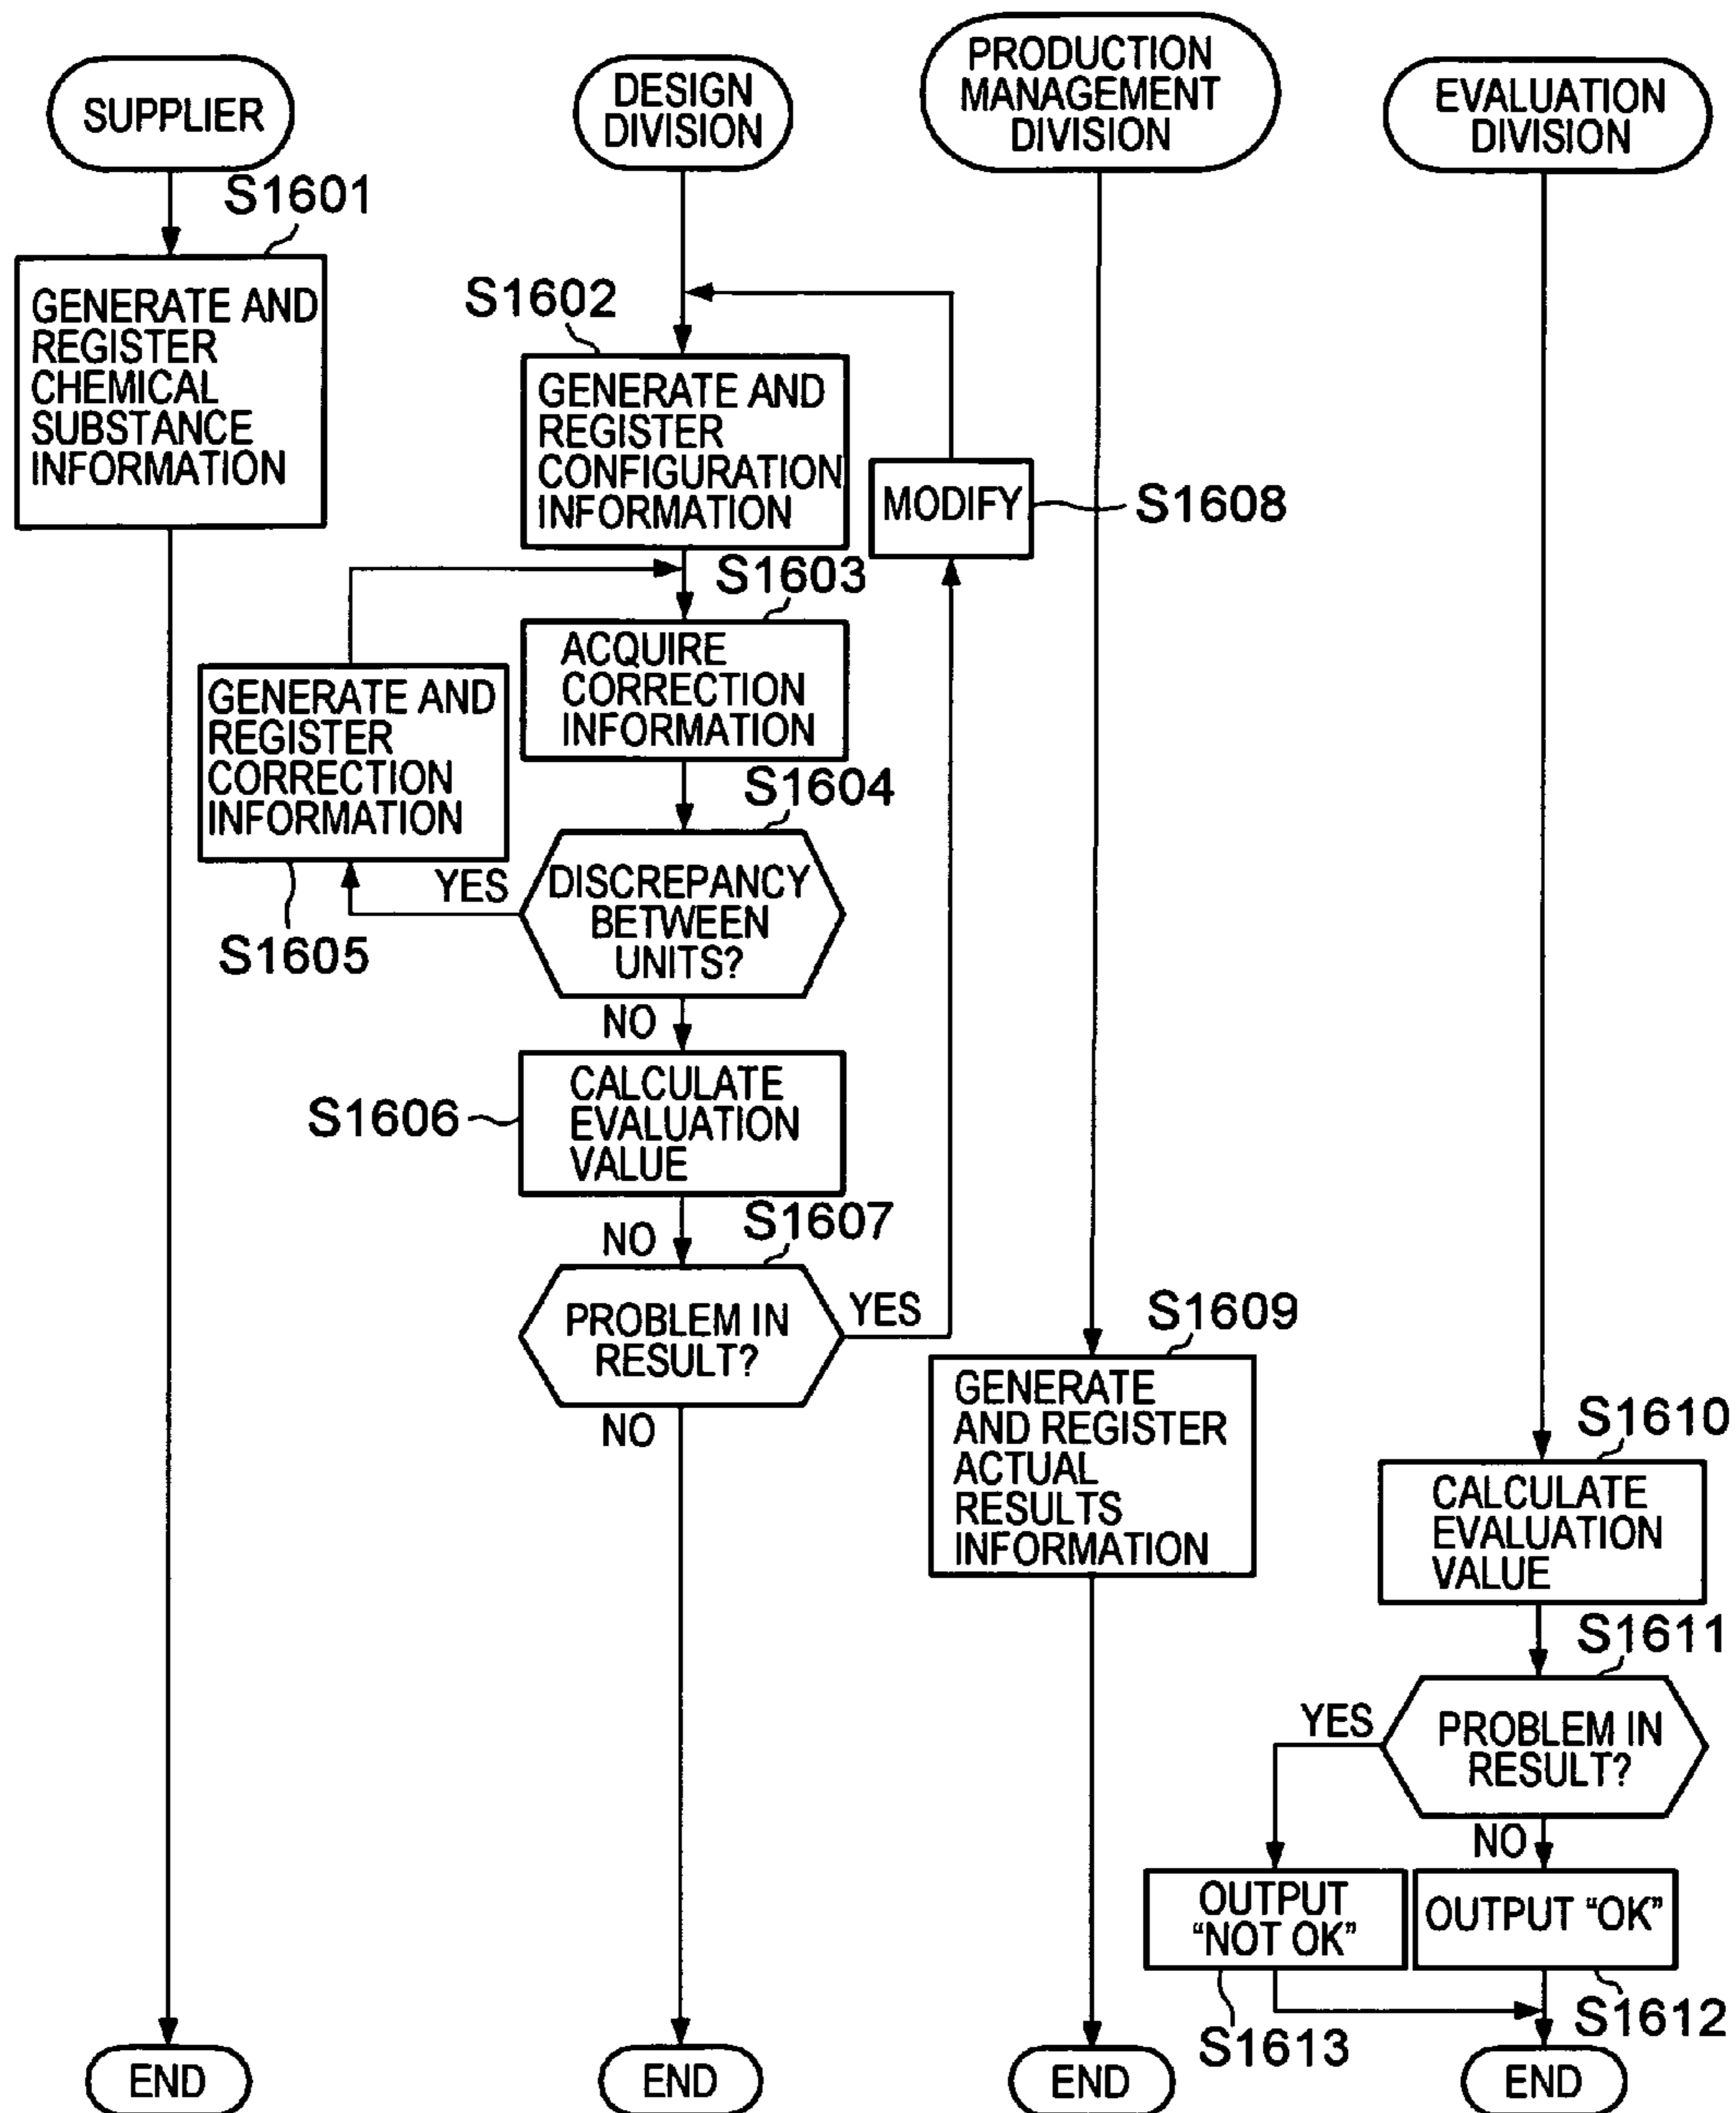 SUPPLIER
DESIGN
DIVISION
PRODUCTION
MANAGEMENT
DIVISION
EVALUATION
DIVISION
S1601
GENERATE AND
REGISTER
CHEMICAL
SUBSTANCE
INFORMATION
S1602
GENERATE AND
REGISTER
CONFIGURATION
INFORMATION
MODIFY
S1608
S1603
ACQUIRE
CORRECTION
INFORMATION
GENERATE AND
REGISTER
CORRECTION
INFORMATION
S1605
S1604
YES
DISCREPANCY
BETWEEN
UNITS?
NO
S1606
CALCULATE
EVALUATION
VALUE
NO
S1607
PROBLEM IN
RESULT?
YES
NO
S1609
GENERATE
AND REGISTER
ACTUAL
RESULTS
INFORMATION
S1610
CALCULATE
EVALUATION
VALUE
S1611
YES
PROBLEM IN
RESULT?
NO
OUTPUT
“NOT OK”
OUTPUT “OK”
S1613
S1612
END
END
END
END